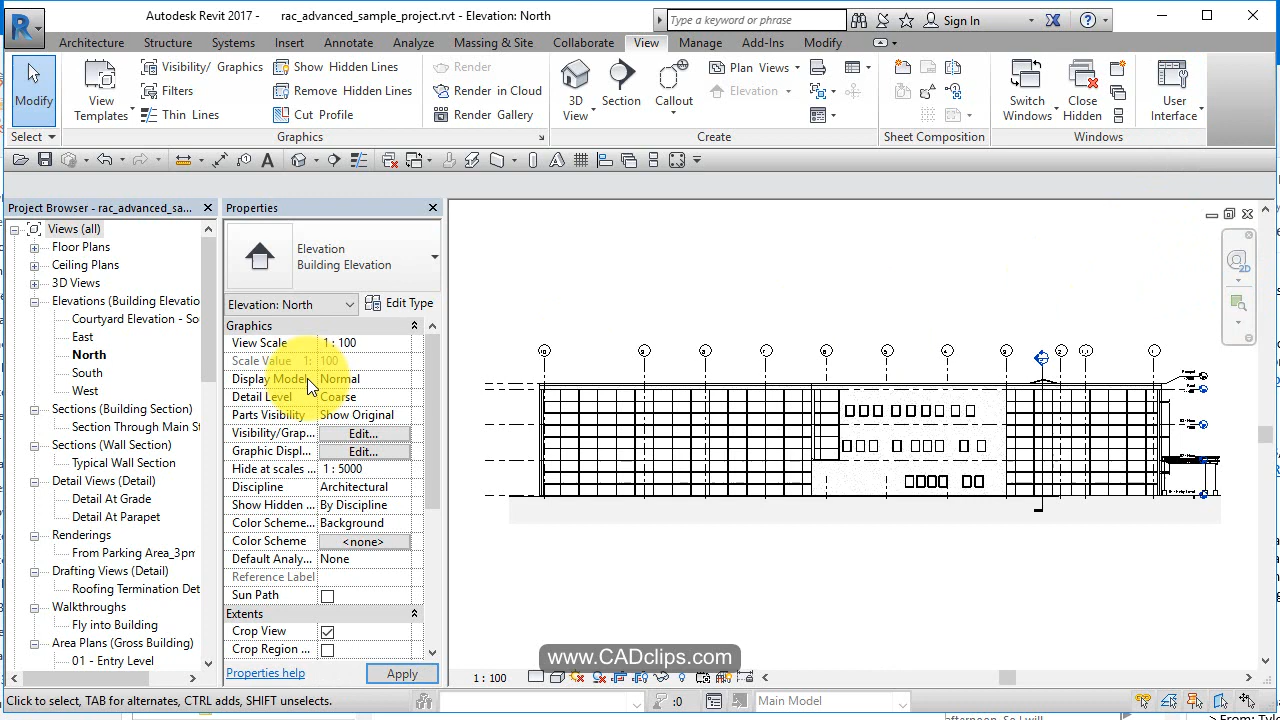 Autodesk Revit 2017 - rac_advanced_sample_project.rvt - Elevation: North
Type a keyword or phrase
Sign In
Architecture Structure Systems Insert Annotate Analyze Massing & Site Collaborate View Manage Add-Ins Modify
Modify
View Templates
Visibility/ Graphics
Filters
Thin Lines
Show Hidden Lines
Remove Hidden Lines
Cut Profile
Render
Render in Cloud
Render Gallery
3D View
Section
Callout
Plan Views
Elevation
Switch Windows
Close Hidden
User Interface
Select
Graphics
Create
Sheet Composition
Windows
Project Browser - rac_advanced_sa...
Views (all)
Floor Plans
Ceiling Plans
3D Views
Elevations (Building Elevatio
Courtyard Elevation - So
East
North
South
West
Sections (Building Section)
Section Through Main St
Sections (Wall Section)
Typical Wall Section
Detail Views (Detail)
Detail At Grade
Detail At Parapet
Renderings
From Parking Area_3pm
Drafting Views (Detail)
Roofing Termination Det
Walkthroughs
Fly into Building
Area Plans (Gross Building)
01 - Entry Level
Properties
Elevation
Building Elevation
Elevation: North
Edit Type
Graphics
View Scale 1 : 100
Scale Value 1: 100
Display Model Normal
Detail Level Coarse
Parts Visibility Show Original
Visibility/Grap... Edit...
Graphic Displ... Edit...
Hide at scales ... 1 : 5000
Discipline Architectural
Show Hidden ... By Discipline
Color Scheme... Background
Color Scheme <none>
Default Analy... None
Reference Label
Sun Path
Extents
Crop View
Crop Region ...
Properties help
Apply
2D
www.CADclips.com
1 : 100
Click to select, TAB for alternates, CTRL adds, SHIFT unselects.
:0
Main Model